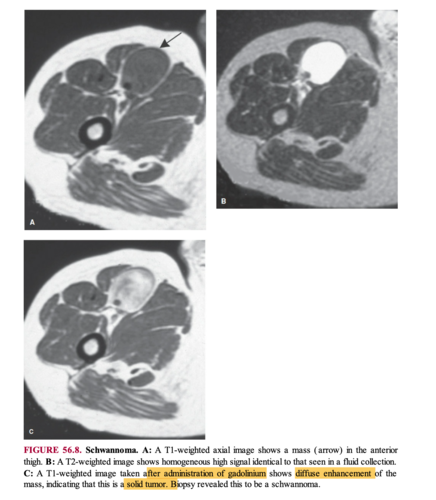 A
B
C
FIGURE 56.8. Schwannoma. A: A T1-weighted axial image shows a mass (arrow) in the anterior
thigh. B: A T2-weighted image shows homogeneous high signal identical to that seen in a fluid collection.
C: A T1-weighted image taken after administration of gadolinium shows diffuse enhancement of the
mass, indicating that this is a solid tumor. Biopsy revealed this to be a schwannoma.